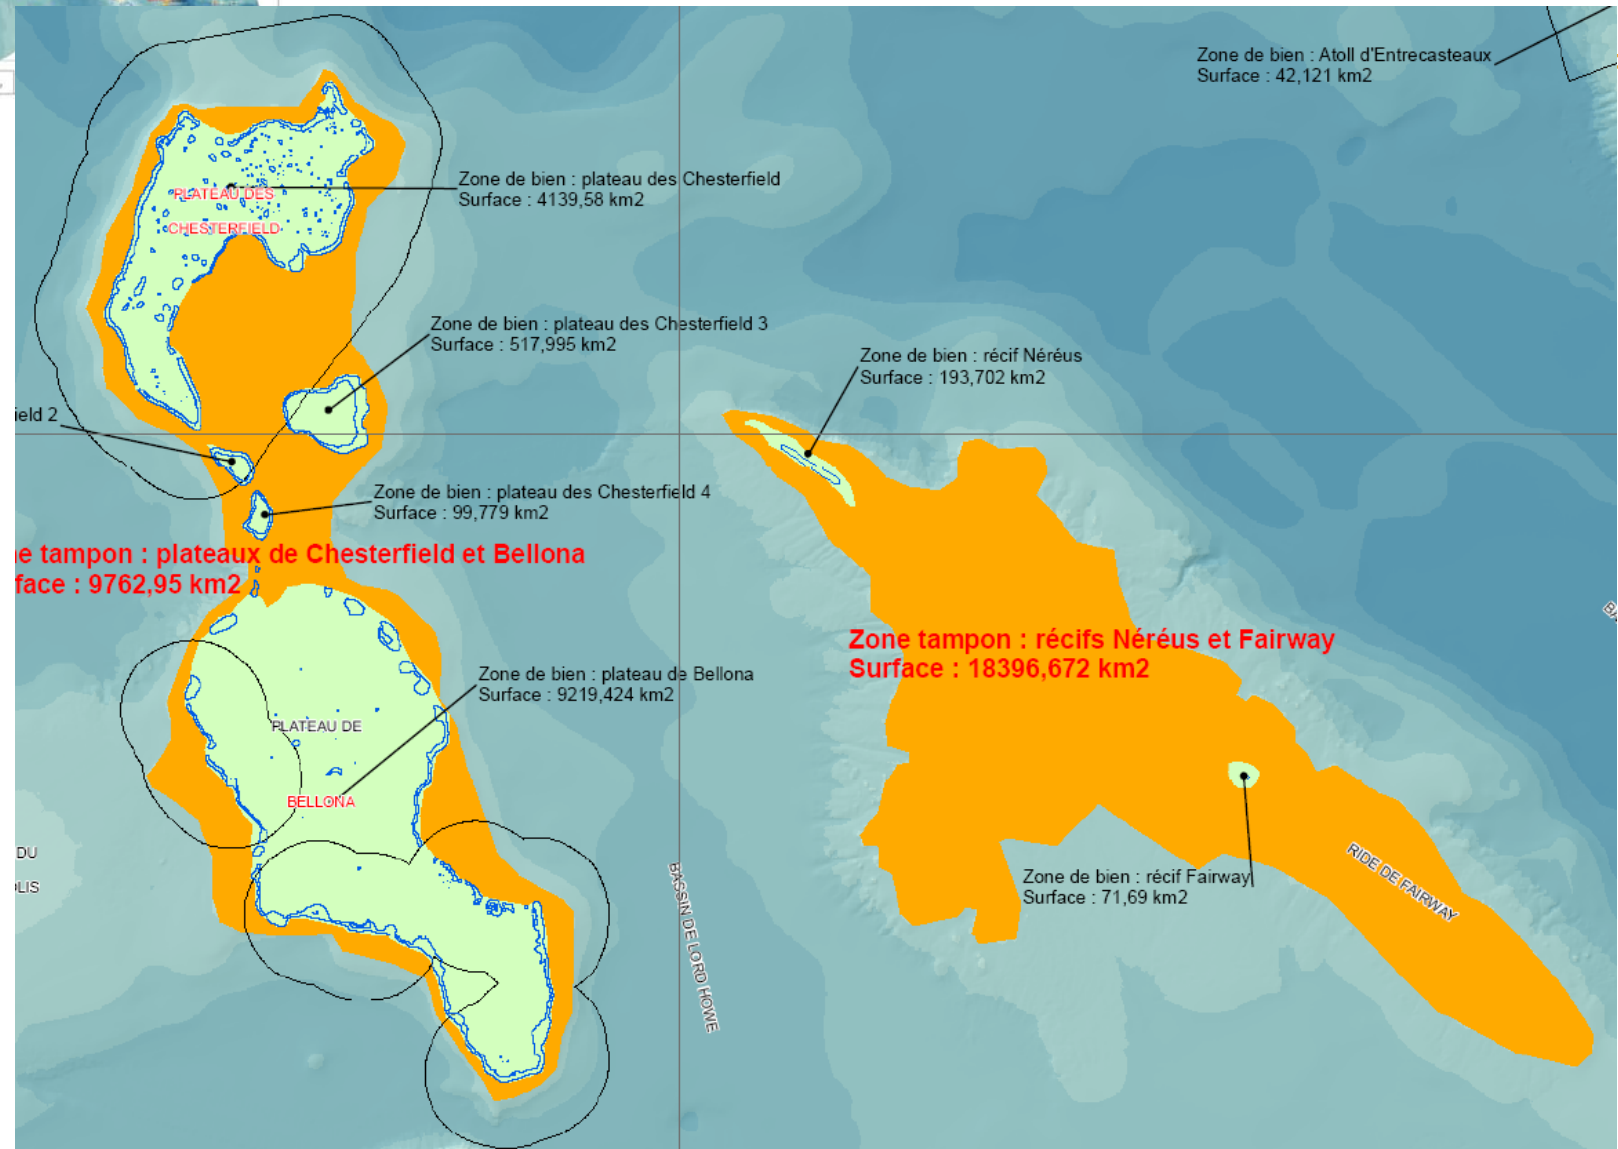 Zone de bien : Atoll d'Entrecasteaux
Surface : 42,121 km2
Zone de bien : plateau des Chesterfield
Surface : 4139,58 km2
PLATEAU DES
CHESTERFIELD
Zone de bien : plateau des Chesterfield 3
Surface : 517,995 km2
Zone de bien : récif Néréus
Surface : 193,702 km2
ield 2
Zone de bien : plateau des Chesterfield 4
Surface : 99,779 km2
e tampon : plateaux de Chesterfield et Bellona
face : 9762,95 km2
Zone tampon : récifs Néréus et Fairway
Surface : 18396,672 km2
Zone de bien : plateau de Bellona
Surface : 9219,424 km2
PLATEAU DE
BELLONA
DU
OLIS
Zone de bien : récif Fairway
Surface : 71,69 km2
RIDE DE FAIRWAY
BASSIN DE LORD HOWE